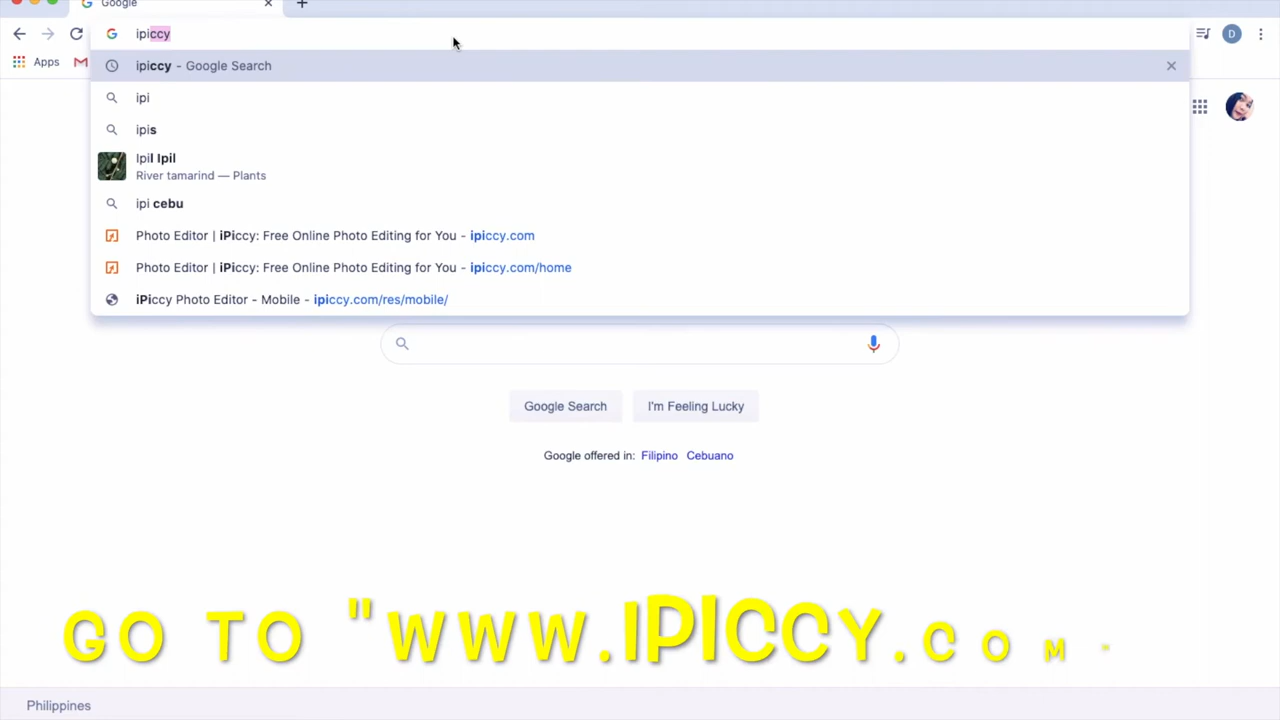 Google
ipiccy
Apps
D
ipiccy - Google Search
ipi
ipis
Ipil Ipil
River tamarind — Plants
ipi cebu
Photo Editor | iPiccy: Free Online Photo Editing for You - ipiccy.com
Photo Editor | iPiccy: Free Online Photo Editing for You - ipiccy.com/home
iPiccy Photo Editor - Mobile - ipiccy.com/res/mobile/
Google Search
I'm Feeling Lucky
Google offered in: Filipino Cebuano
GO TO "WWW.IPICCY.COM
Philippines